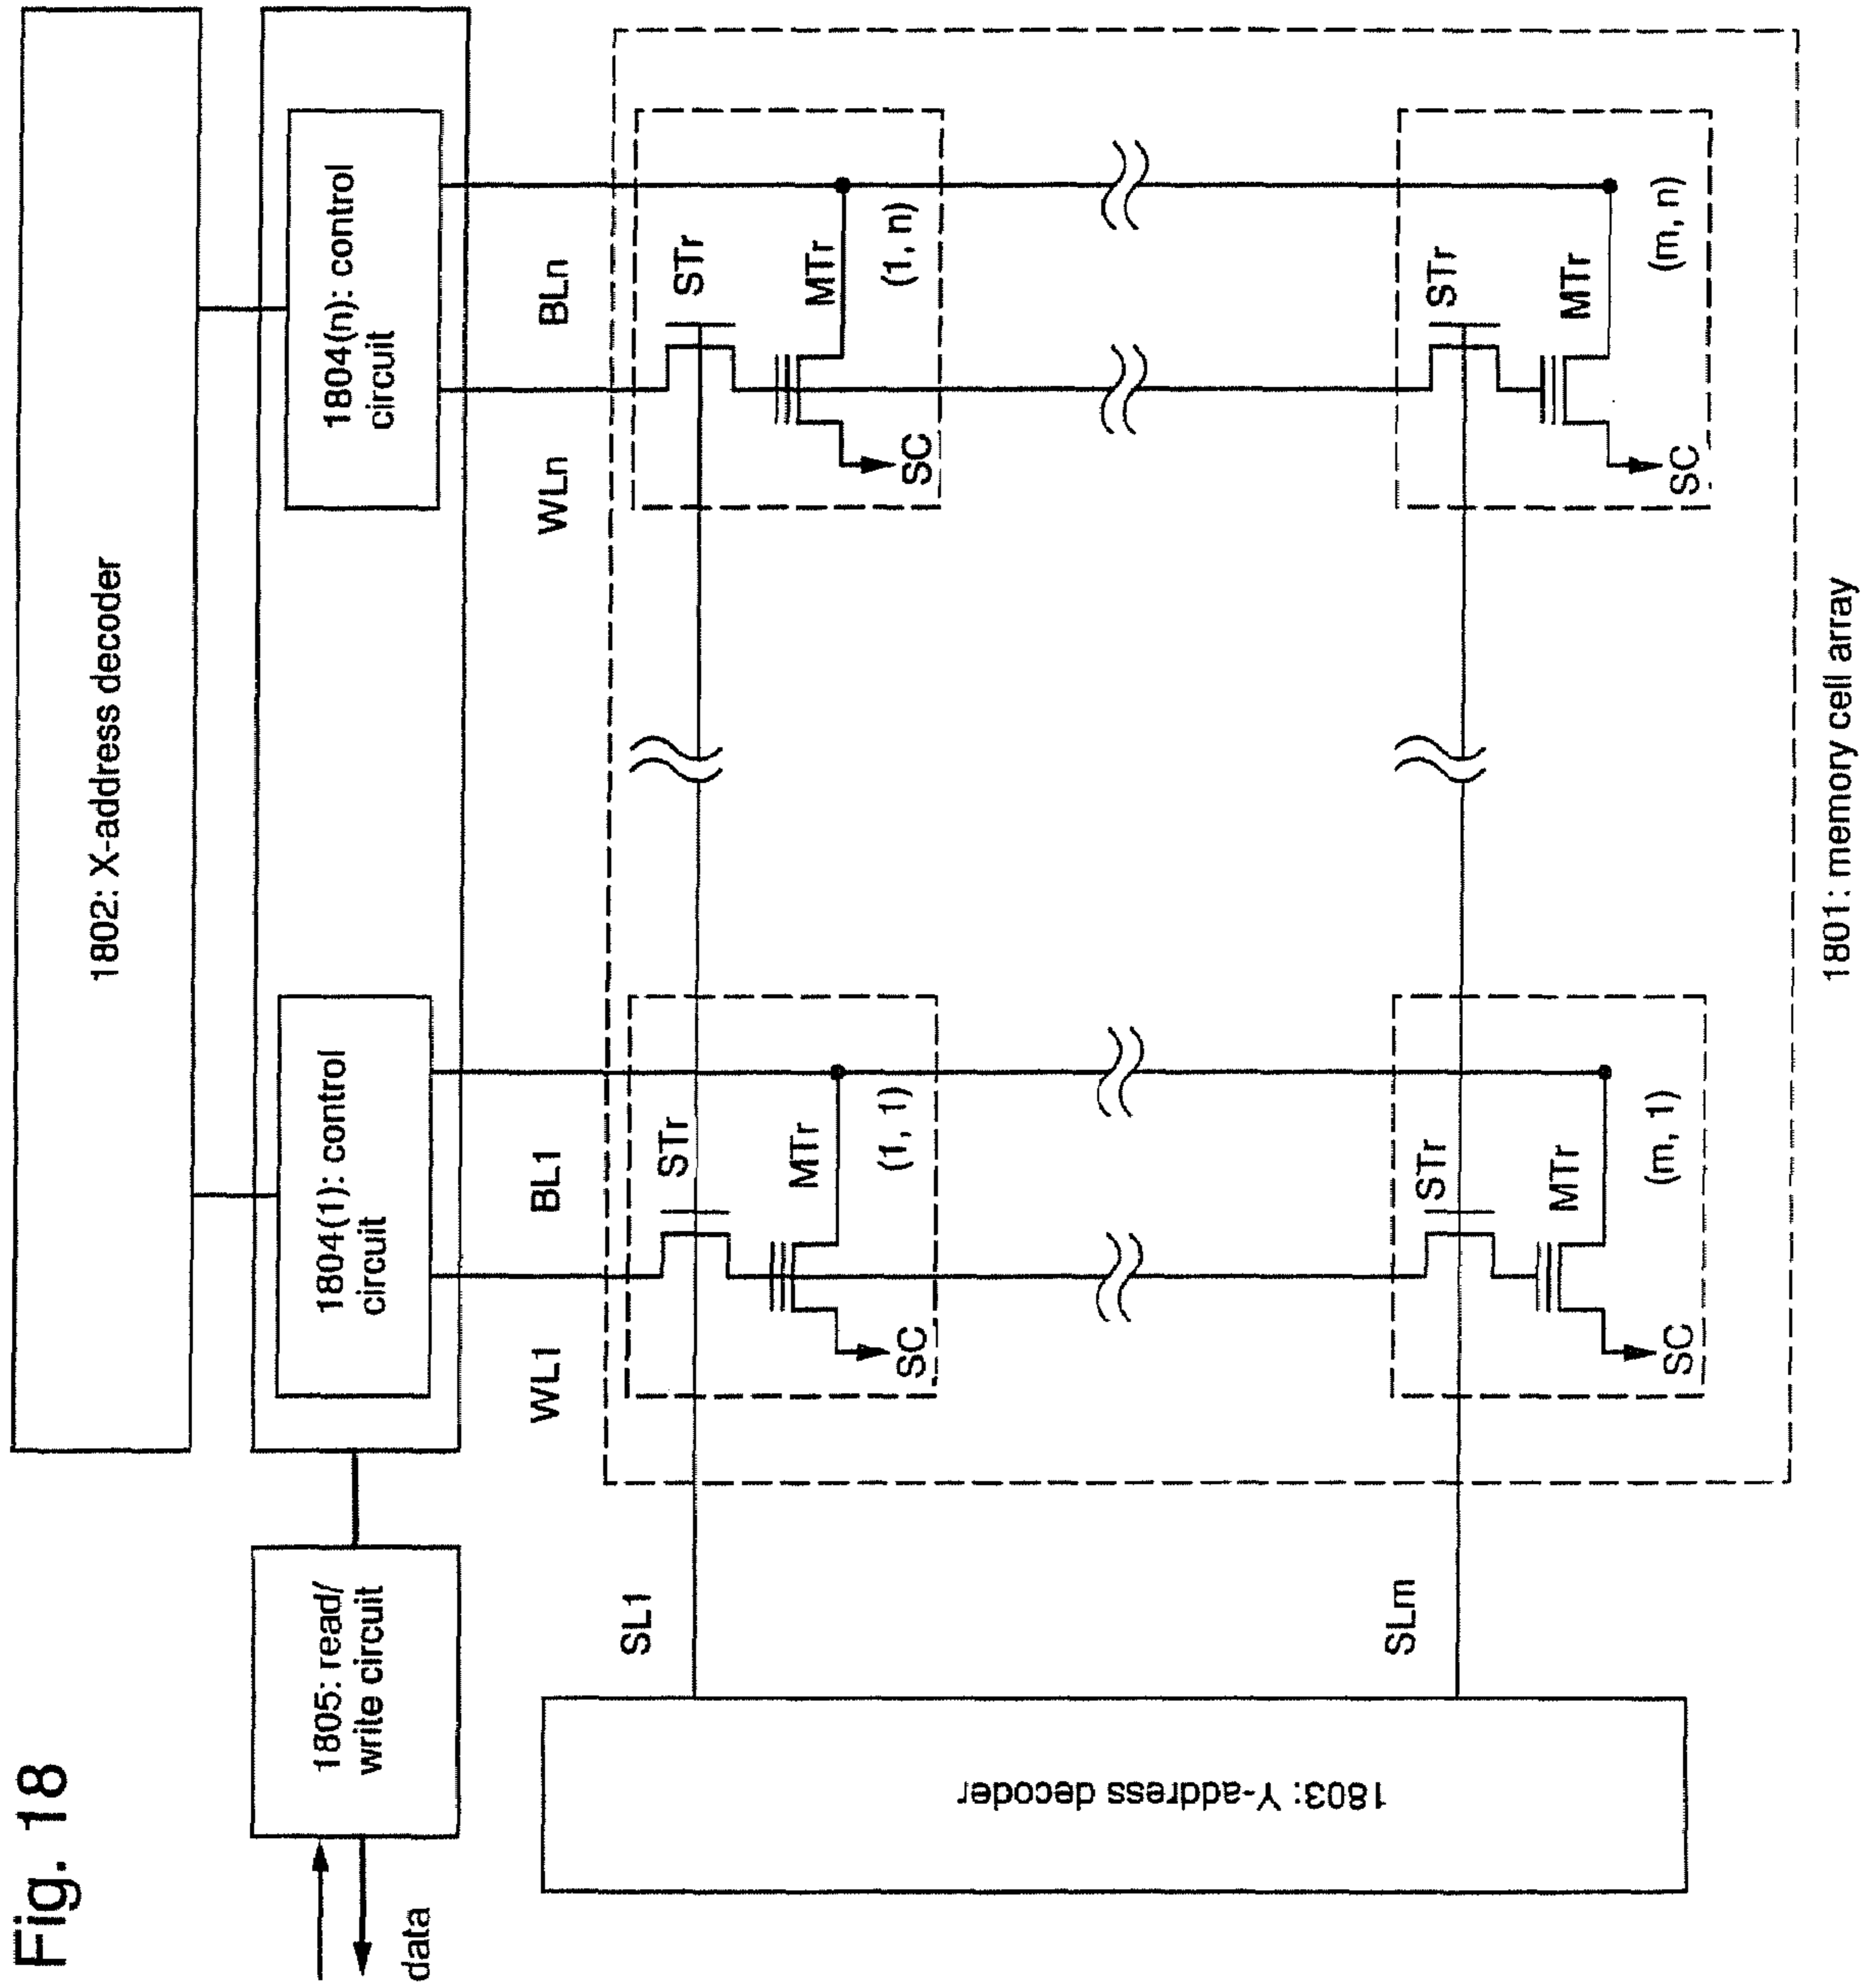 Fig. 18
1802: X-address decoder
1805: read/
write circuit
data
1804(1): control
circuit
1804(n): control
circuit
WL1
BL1
WLn
BLn
SL1
STr
MTr
(1, 1)
SC
STr
MTr
(1, n)
SC
1803: Y-address decoder
SLm
STr
MTr
(m, 1)
SC
STr
MTr
(m, n)
SC
1801: memory cell array